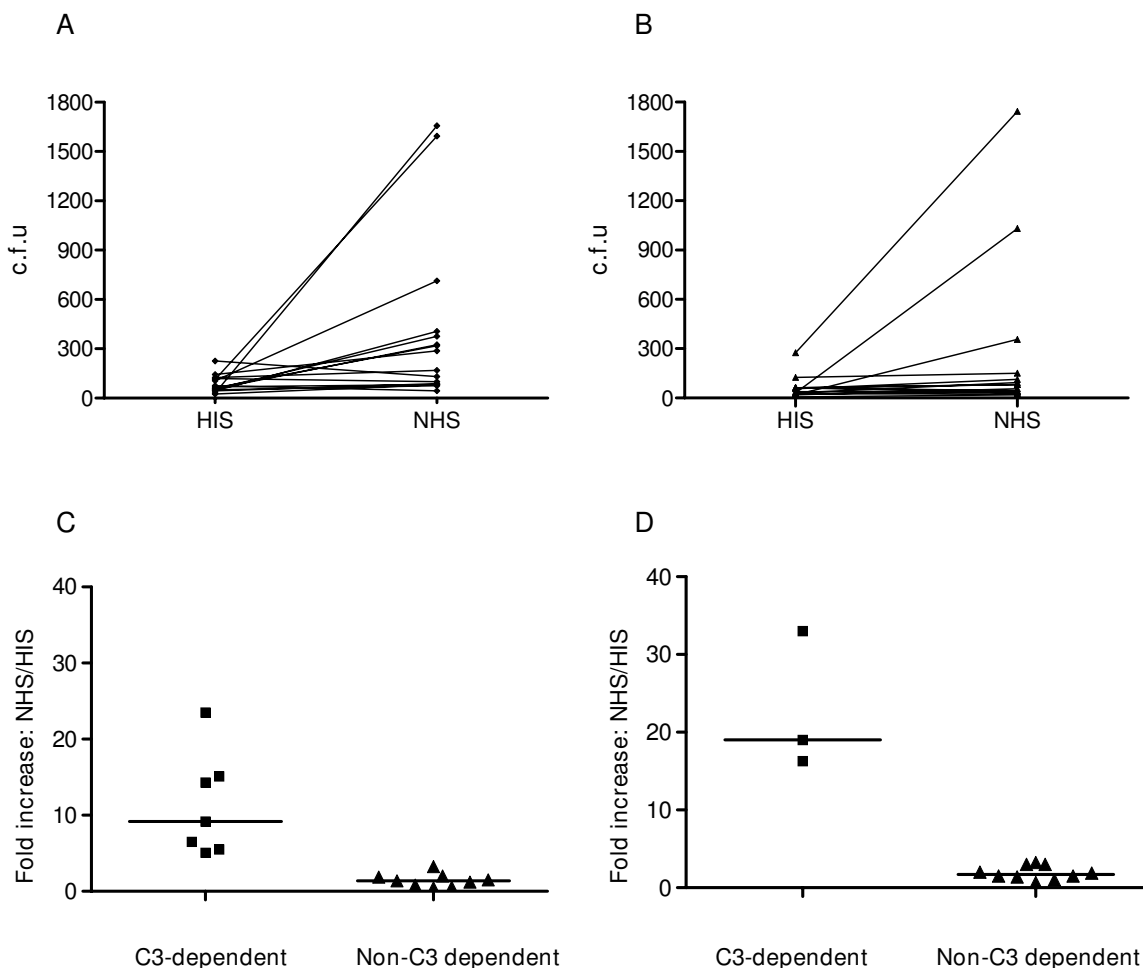 A
1800
1500
1200
900
600
300
0
c.f.u
HIS NHS
B
1800
1500
1200
900
600
300
0
c.f.u
HIS NHS
C
40
30
20
10
0
Fold increase: NHS/HIS
C3-dependent Non-C3 dependent
D
40
30
20
10
0
Fold increase: NHS/HIS
C3-dependent Non-C3 dependent